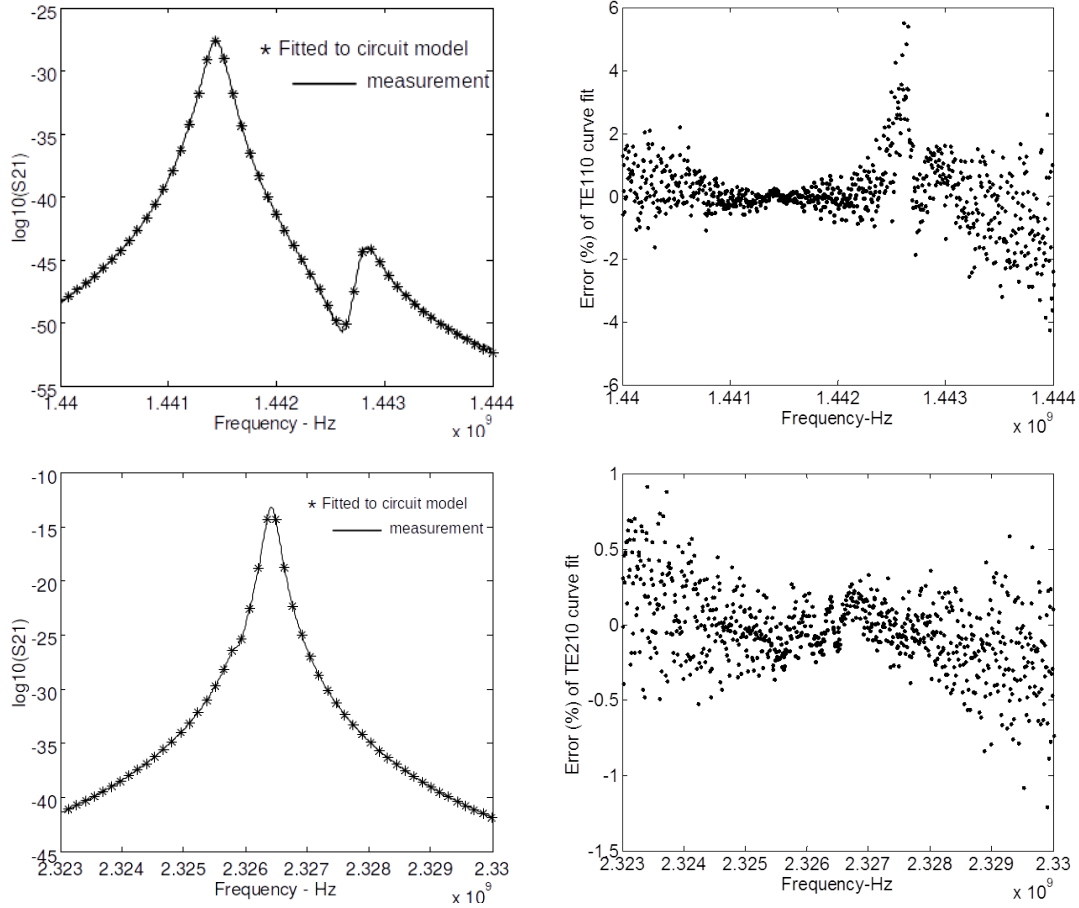 -25
-30
-35
-25
-40
-45
-50
-55
log10(S21)
* Fitted to circuit model
measurement
1.44 1.441 1.442 1.443 1.444
Frequency - Hz
x 10⁹
6
4
2
0
-2
-4
-6
Error (%) of TE110 curve fit
1.44 1.441 1.442 1.443 1.444
Frequency-Hz
x 10⁹
-10
-15
-20
-25
-30
-35
-40
-45
log10(S21)
* Fitted to circuit model
measurement
2.323 2.324 2.325 2.326 2.327 2.328 2.329 2.33
Frequency - Hz
x 10⁹
1
0.5
0
-0.5
-1
-1.5
Error (%) of TE210 curve fit
2.323 2.324 2.325 2.326 2.327 2.328 2.329 2.33
Frequency-Hz
x 10⁹